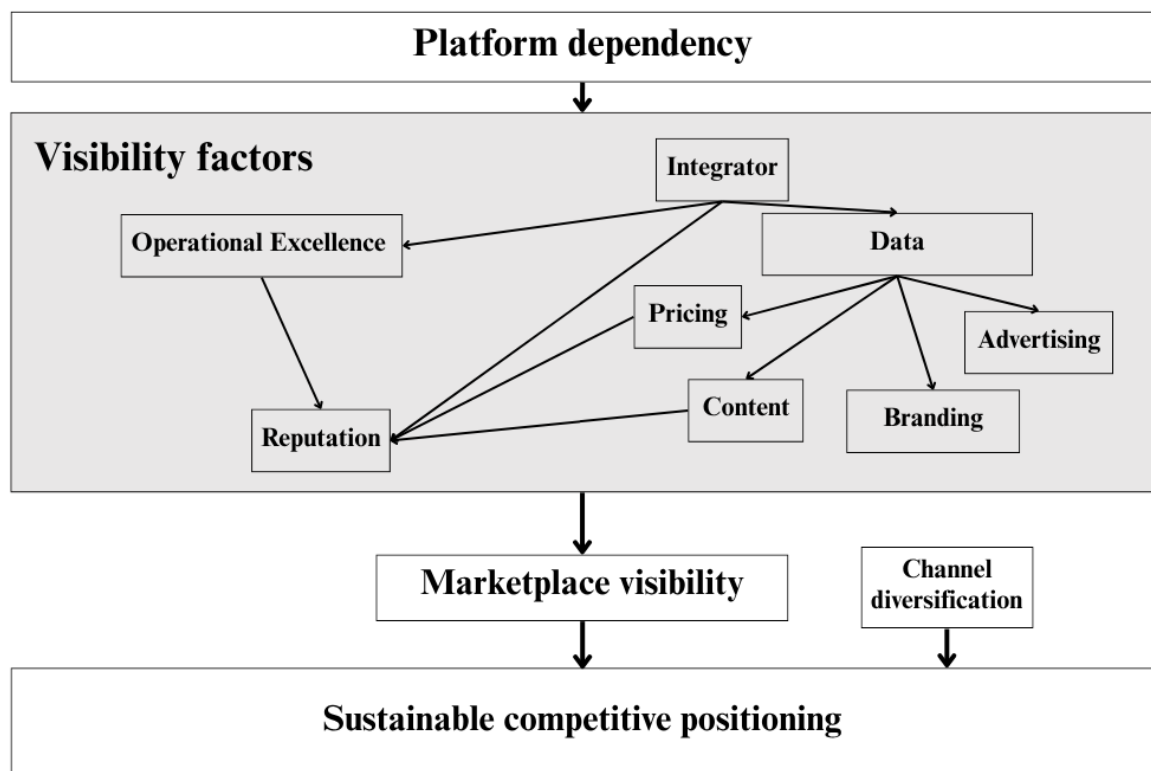 Platform dependency
Visibility factors
Integrator
Operational Excellence
Data
Pricing
Advertising
Content
Branding
Reputation
Marketplace visibility
Channel
diversification
Sustainable competitive positioning